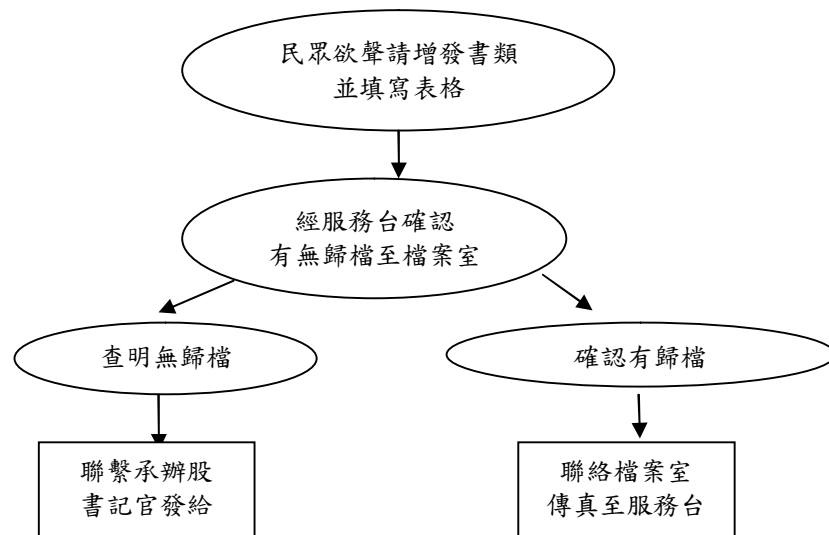 民眾欲聲請增發書類
並填寫表格
經服務台確認
有無歸檔至檔案室
查明無歸檔
確認有歸檔
聯繫承辦股
書記官發給
聯絡檔案室
傳真至服務台